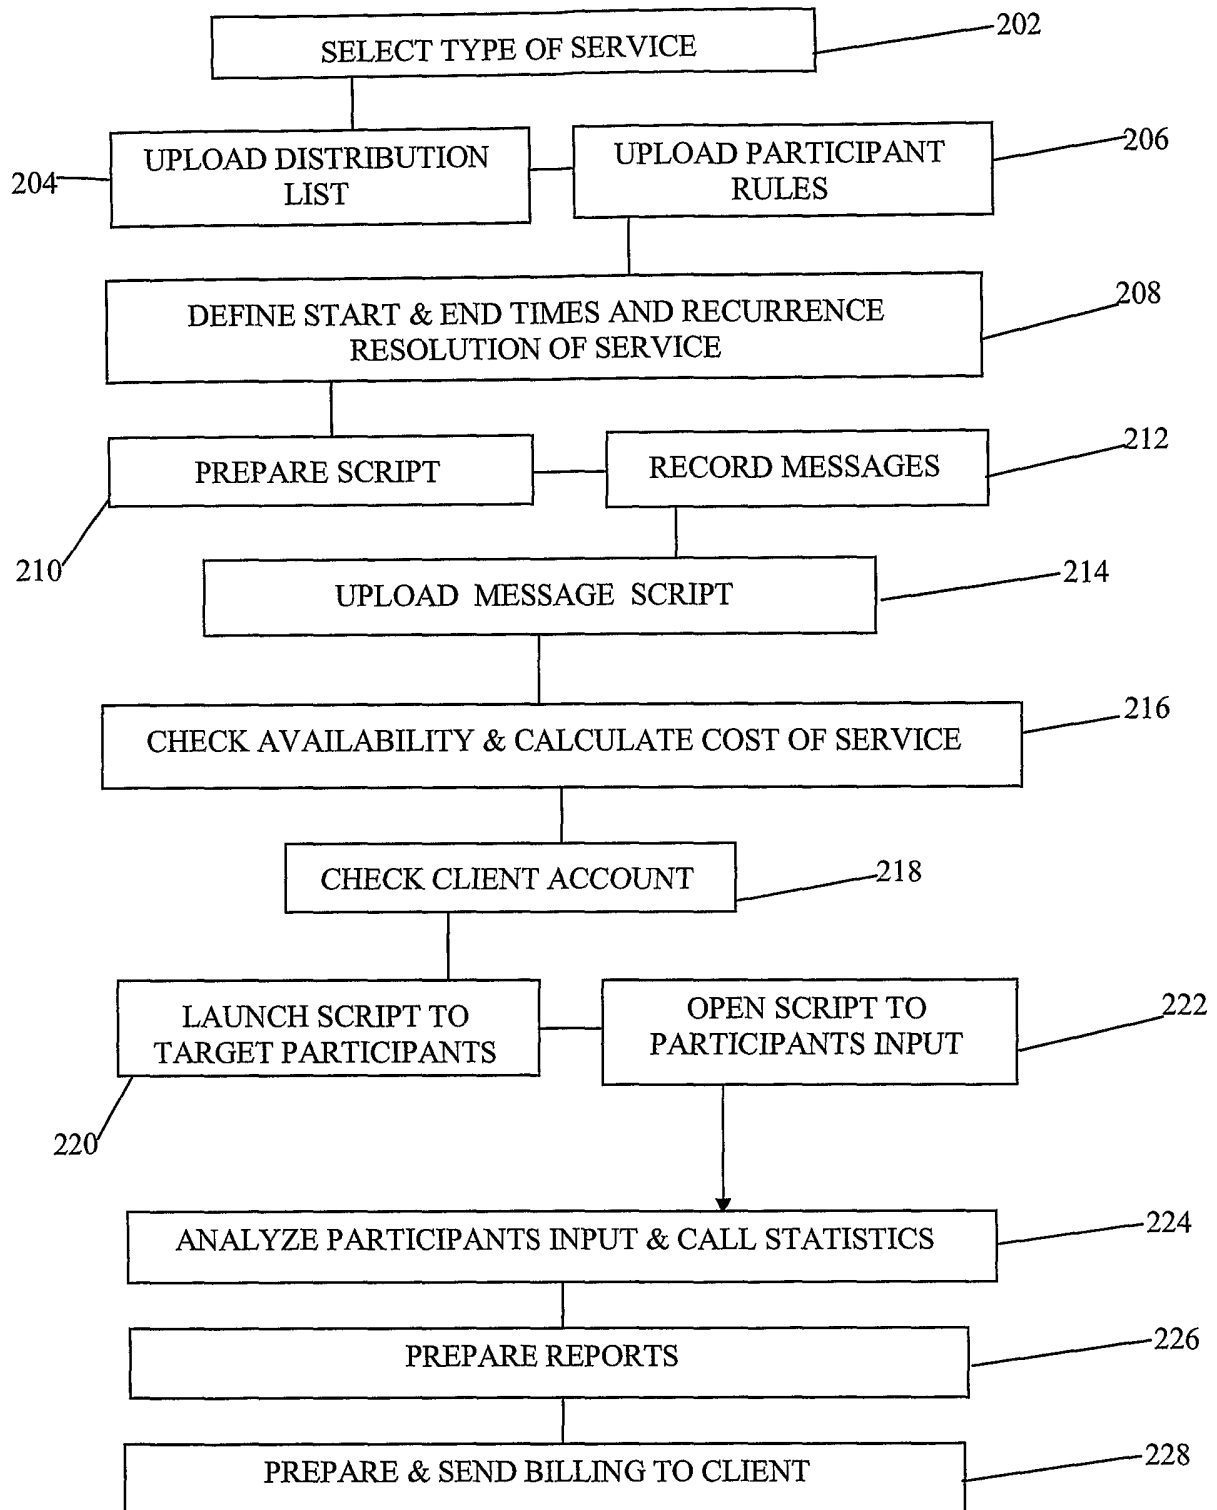 SELECT TYPE OF SERVICE
202
UPLOAD DISTRIBUTION
LIST
204
UPLOAD PARTICIPANT
RULES
206
DEFINE START & END TIMES AND RECURRENCE
RESOLUTION OF SERVICE
208
PREPARE SCRIPT
210
RECORD MESSAGES
212
UPLOAD MESSAGE SCRIPT
214
CHECK AVAILABILITY & CALCULATE COST OF SERVICE
216
CHECK CLIENT ACCOUNT
218
LAUNCH SCRIPT TO
TARGET PARTICIPANTS
220
OPEN SCRIPT TO
PARTICIPANTS INPUT
222
ANALYZE PARTICIPANTS INPUT & CALL STATISTICS
224
PREPARE REPORTS
226
PREPARE & SEND BILLING TO CLIENT
228